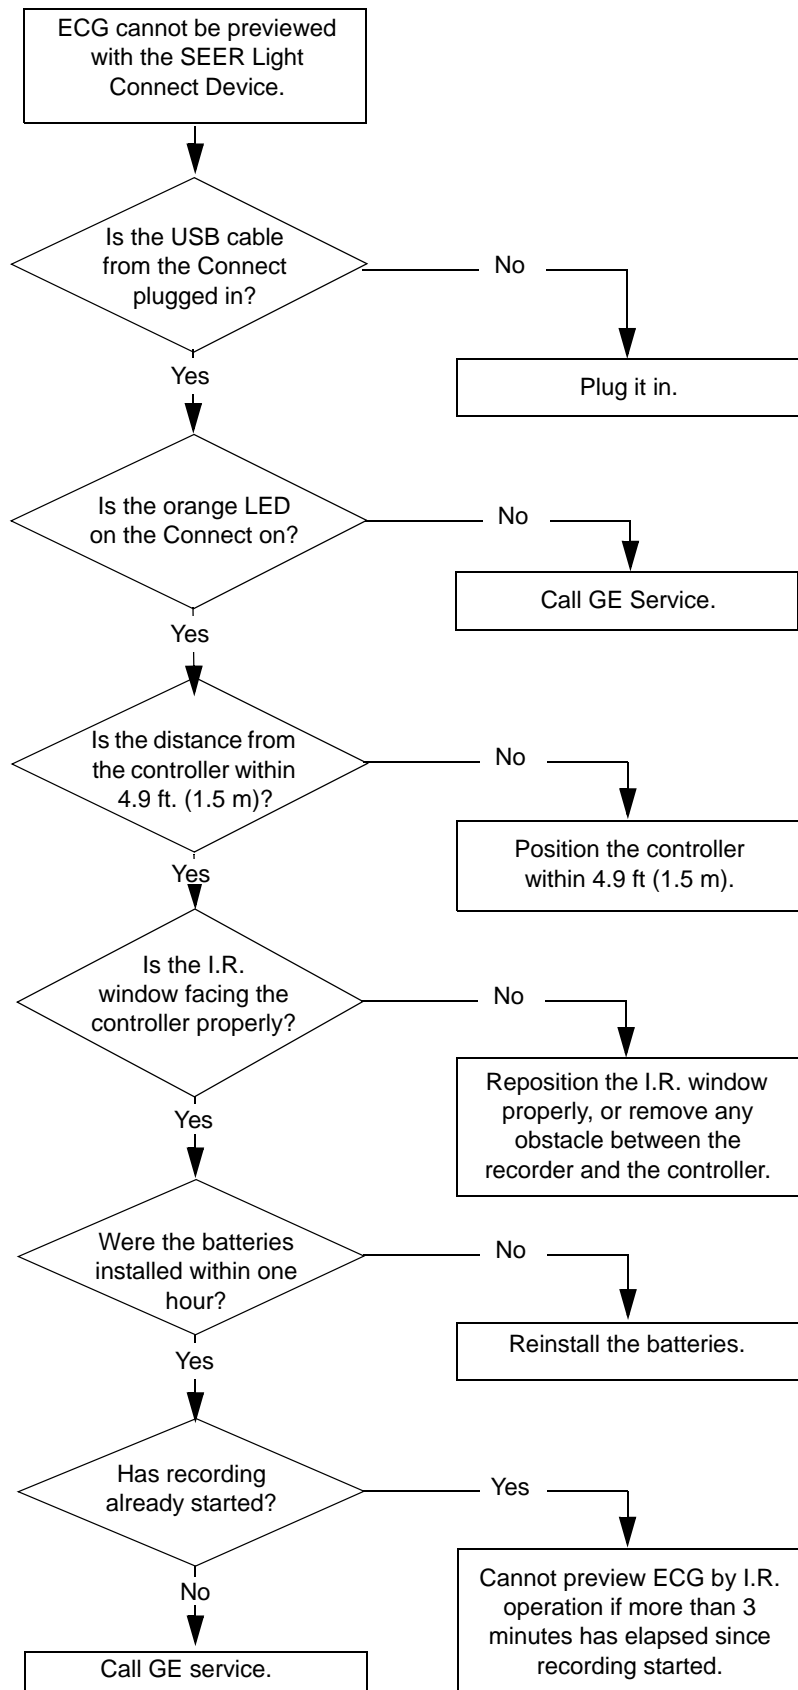 ECG cannot be previewed
with the SEER Light
Connect Device.
Is the USB cable
from the Connect
plugged in?
No
Plug it in.
Yes
Is the orange LED
on the Connect on?
No
Call GE Service.
Yes
Is the distance from
the controller within
4.9 ft. (1.5 m)?
No
Position the controller
within 4.9 ft (1.5 m).
Yes
Is the I.R.
window facing the
controller properly?
No
Reposition the I.R. window
properly, or remove any
obstacle between the
recorder and the controller.
Yes
Were the batteries
installed within one
hour?
No
Reinstall the batteries.
Yes
Has recording
already started?
Yes
Cannot preview ECG by I.R.
operation if more than 3
minutes has elapsed since
recording started.
No
Call GE service.